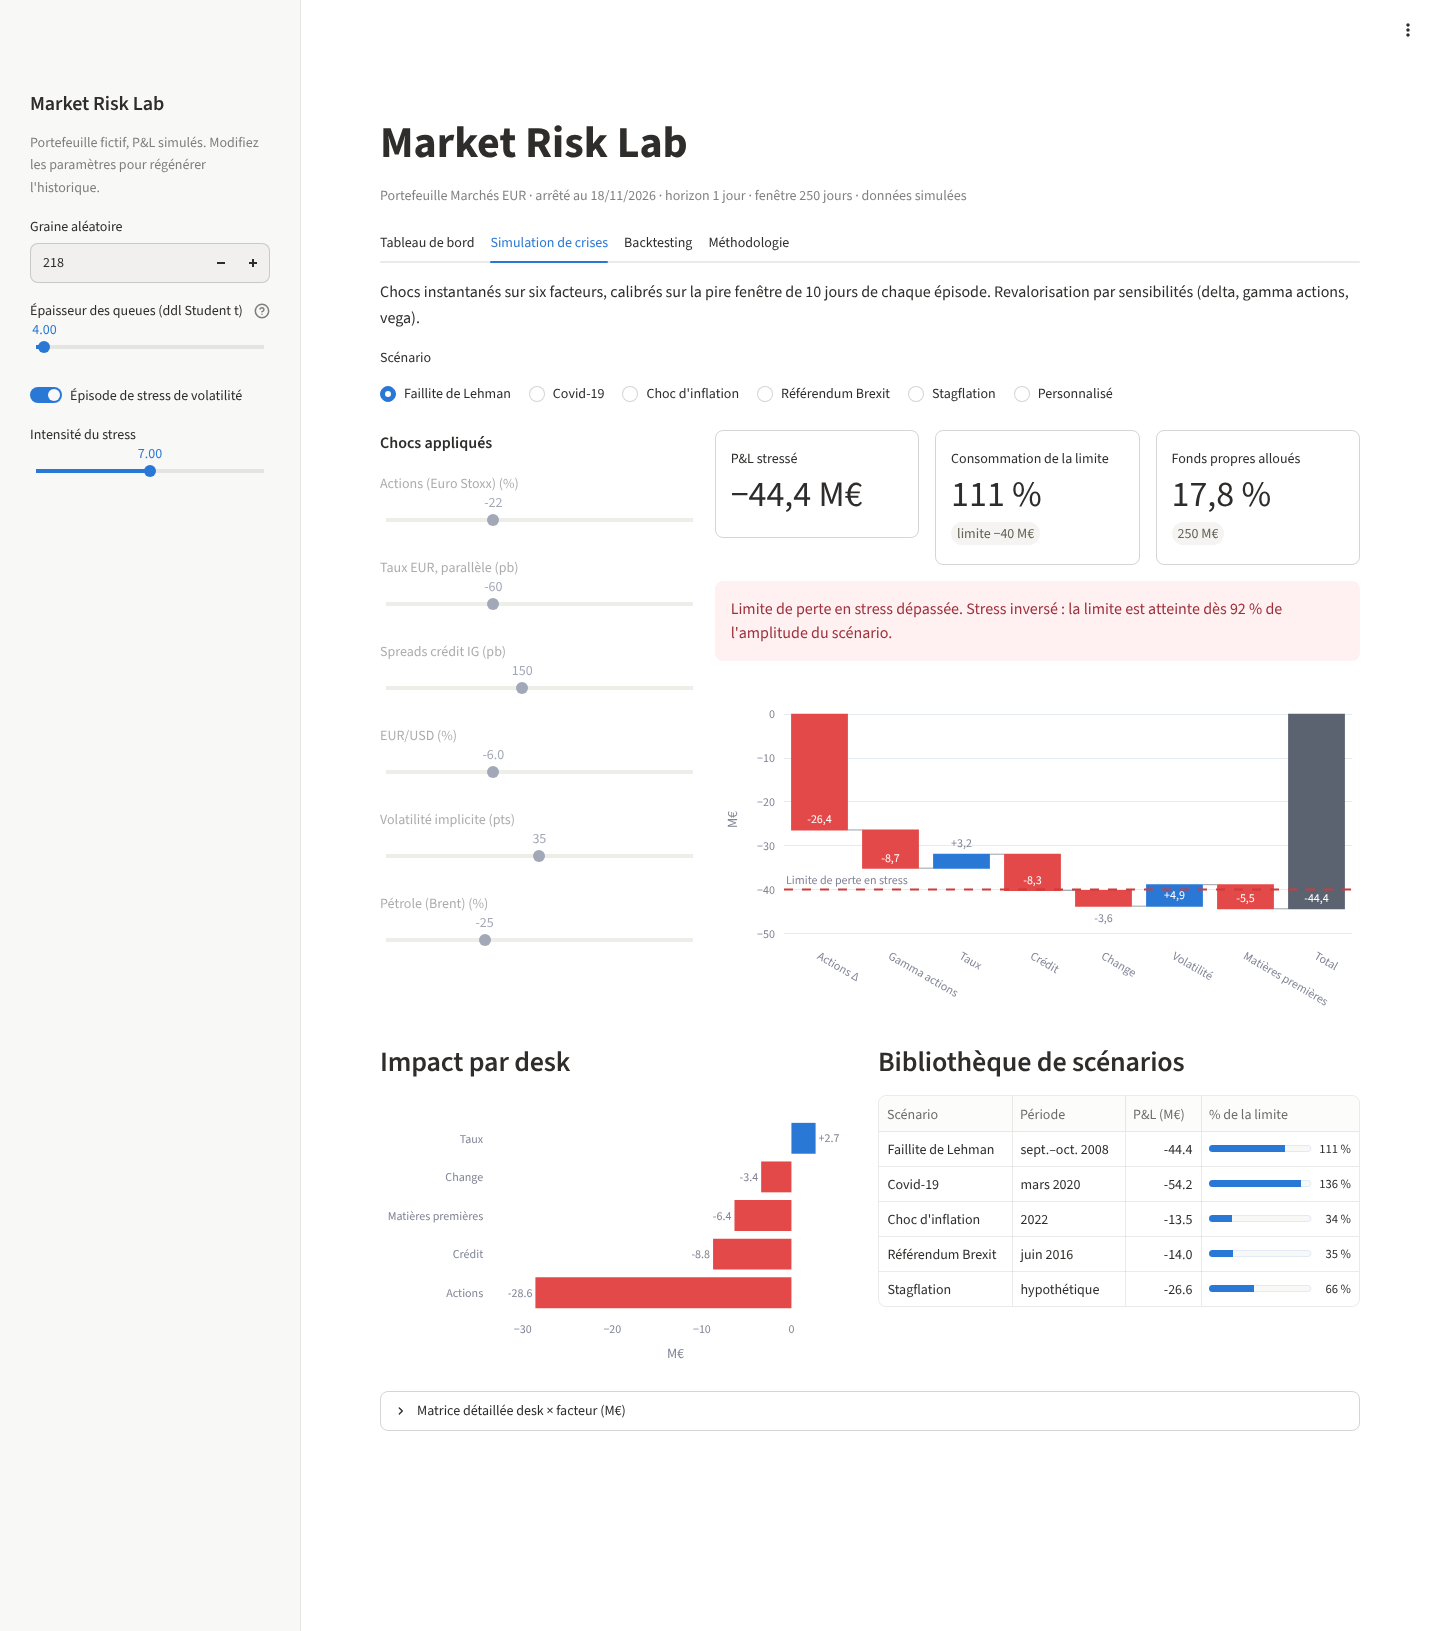 Market Risk Lab
Portefeuille fictif, P&L simulés. Modifiez
les paramètres pour régénérer
l'historique.
Graine aléatoire
218
Épaisseur des queues (ddl Student t)
4.00
Épisode de stress de volatilité
Intensité du stress
7.00
Market Risk Lab
Portefeuille Marchés EUR · arrêté au 18/11/2026 · horizon 1 jour · fenêtre 250 jours · données simulées
Tableau de bord Simulation de crises Backtesting Méthodologie
Chocs instantanés sur six facteurs, calibrés sur la pire fenêtre de 10 jours de chaque épisode. Revalorisation par sensibilités (delta, gamma actions,
vega).
Scénario
Faillite de Lehman Covid-19 Choc d'inflation Référendum Brexit Stagflation Personnalisé
Chocs appliqués
Actions (Euro Stoxx) (%)
-22
Taux EUR, parallèle (pb)
-60
Spreads crédit IG (pb)
150
EUR/USD (%)
-6.0
Volatilité implicite (pts)
35
Pétrole (Brent) (%)
-25
P&L stressé
−44,4 M€
Consommation de la limite
111 %
limite −40 M€
Fonds propres alloués
17,8 %
250 M€
Limite de perte en stress dépassée. Stress inversé : la limite est atteinte dès 92 % de
l'amplitude du scénario.
M€
0
−10
−20
−30
−40
−50
-26,4
-8,7
+3,2
-8,3
-3,6
+4,9
-5,5
-44,4
Limite de perte en stress
Actions Δ
Gamma actions
Taux
Crédit
Change
Volatilité
Matières premières
Total
Impact par desk
Taux +2.7
Change -3.4
Matières premières -6.4
Crédit -8.8
Actions -28.6
−30 −20 −10 0
M€
Bibliothèque de scénarios
Scénario Période P&L (M€) % de la limite
Faillite de Lehman sept.–oct. 2008 -44.4 111 %
Covid-19 mars 2020 -54.2 136 %
Choc d'inflation 2022 -13.5 34 %
Référendum Brexit juin 2016 -14.0 35 %
Stagflation hypothétique -26.6 66 %
Matrice détaillée desk × facteur (M€)